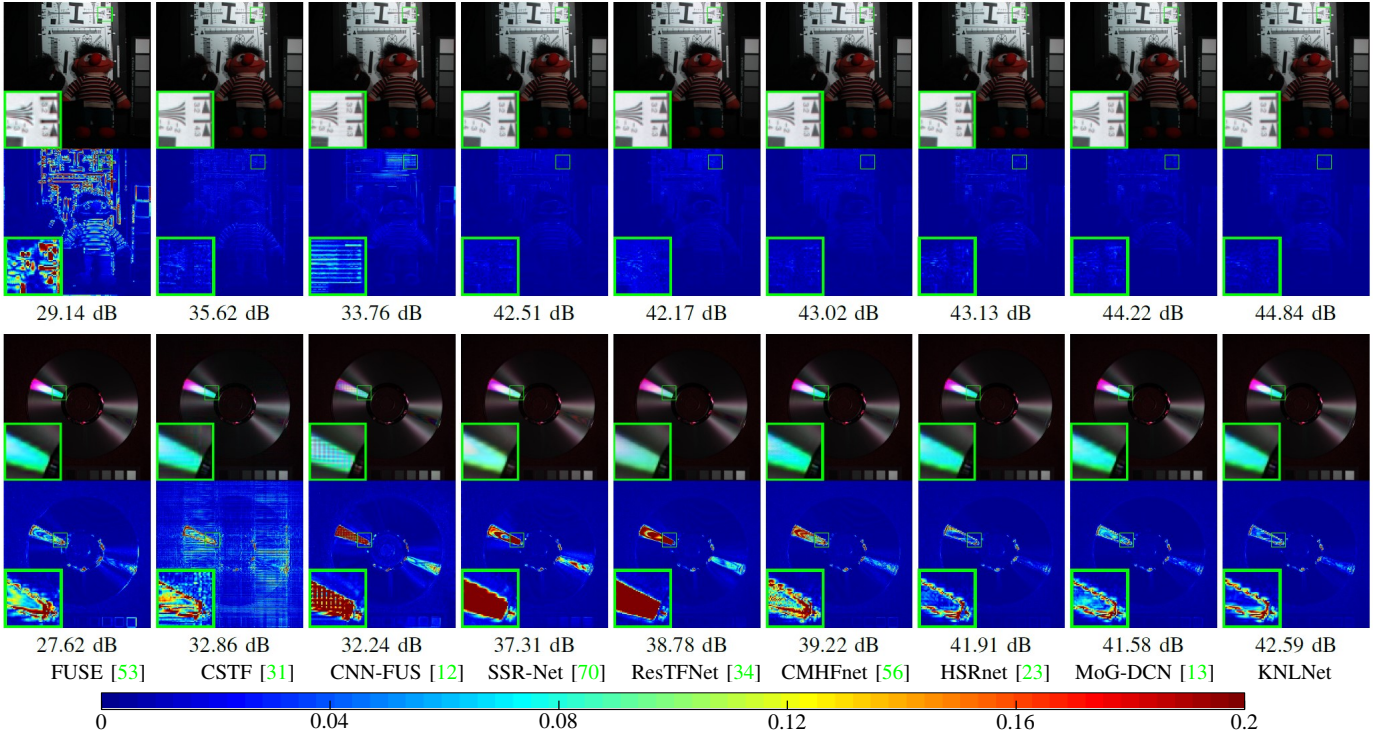 29.14 dB 35.62 dB 33.76 dB 42.51 dB 42.17 dB 43.02 dB 43.13 dB 44.22 dB 44.84 dB
27.62 dB 32.86 dB 32.24 dB 37.31 dB 38.78 dB 39.22 dB 41.91 dB 41.58 dB 42.59 dB
FUSE [53] CSTF [31] CNN-FUS [12] SSR-Net [70] ResTFNet [34] CMHFnet [56] HSRnet [23] MoG-DCN [13] KNLNet
0 0.04 0.08 0.12 0.16 0.2